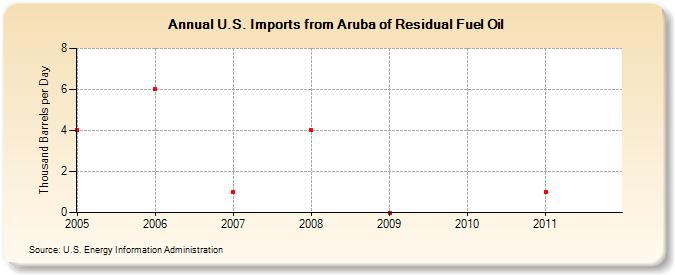 Annual U.S. Imports from Aruba of Residual Fuel Oil
Thousand Barrels per Day
8
6
4
2
0
2005 2006 2007 2008 2009 2010 2011
Source: U.S. Energy Information Administration